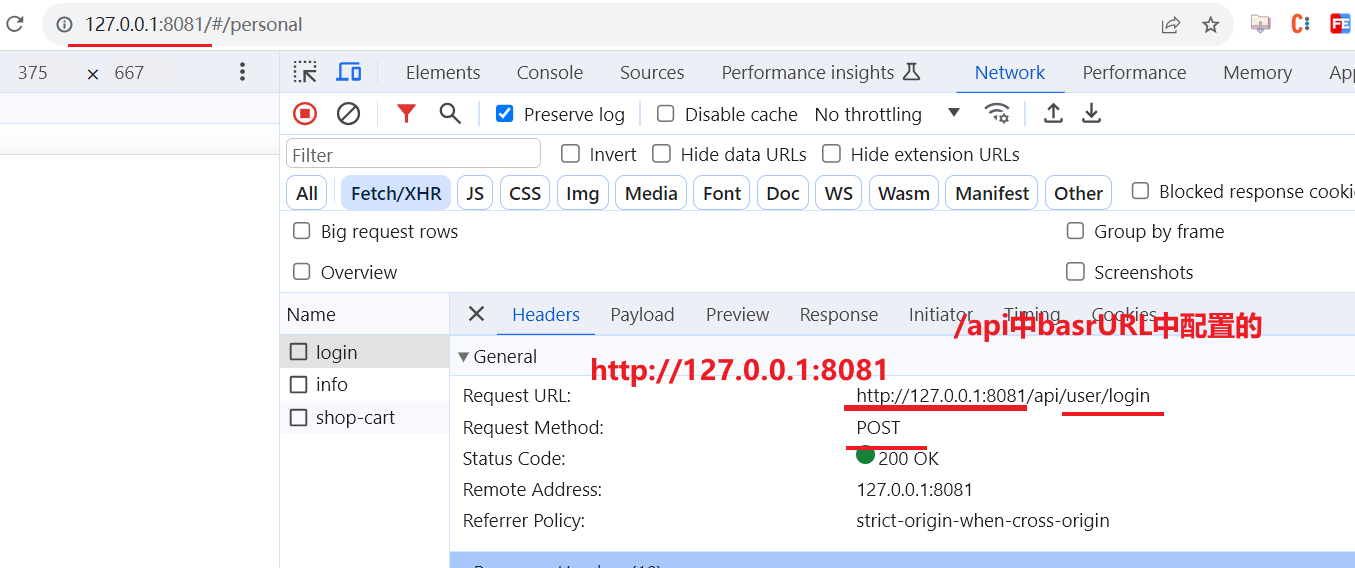 127.0.0.1:8081/#/personal
375 × 667
Elements Console Sources Performance insights Network Performance Memory App
Preserve log Disable cache No throttling
Filter Invert Hide data URLs Hide extension URLs
All Fetch/XHR JS CSS Img Media Font Doc WS Wasm Manifest Other Blocked response cooki
Big request rows Group by frame
Overview Screenshots
Name Headers Payload Preview Response Initiator Timing Cookies
/api中basrURL中配置的
login General
http://127.0.0.1:8081
info Request URL: http://127.0.0.1:8081/api/user/login
shop-cart Request Method: POST
Status Code: 200 OK
Remote Address: 127.0.0.1:8081
Referrer Policy: strict-origin-when-cross-origin